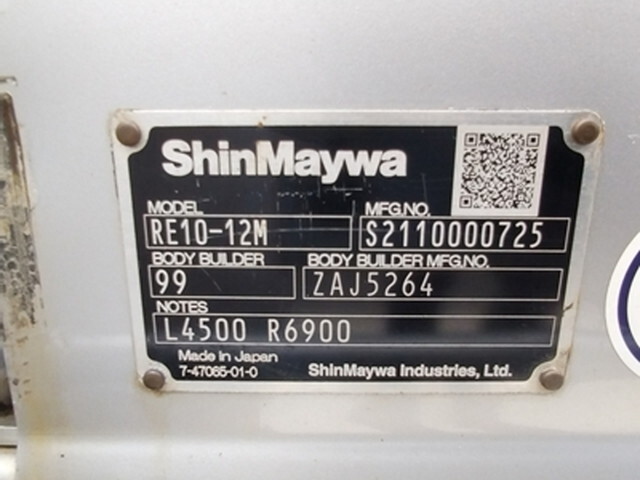 ShinMaywa
MODEL MFG.NO.
RE10-12M S2110000725
BODY BUILDER BODY BUILDER MFG.NO.
99 ZAJ5264
NOTES
L4500 R6900
Made in Japan
7-47065-01-0 ShinMaywa Industries, Ltd.